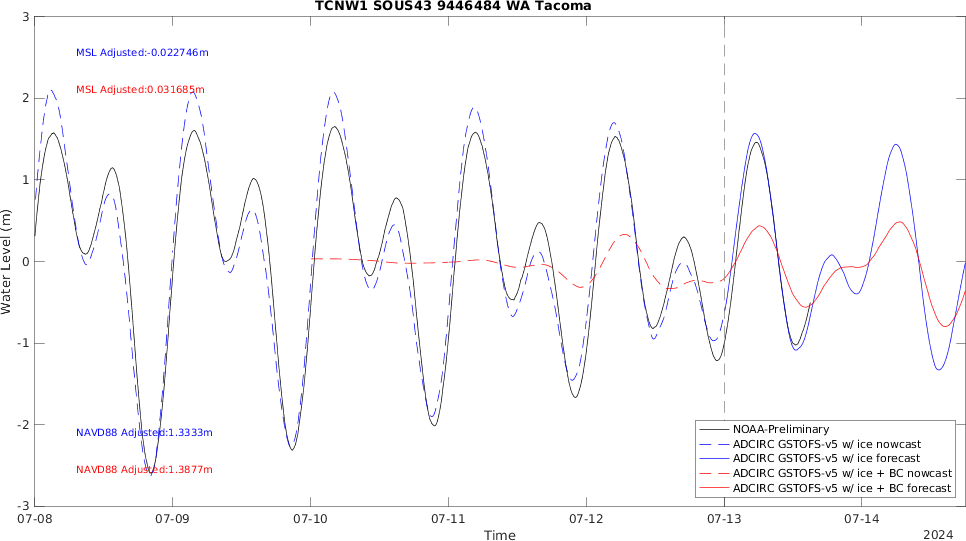 TCNW1 SOUS43 9446484 WA Tacoma
3
2
1
0
-1
-2
-3
Water Level (m)
MSL Adjusted:-0.022746m
MSL Adjusted:0.031685m
NAVD88 Adjusted:1.3333m
NAVD88 Adjusted:1.3877m
NOAA-Preliminary
ADCIRC GSTOFS-v5 w/ ice nowcast
ADCIRC GSTOFS-v5 w/ ice forecast
ADCIRC GSTOFS-v5 w/ ice + BC nowcast
ADCIRC GSTOFS-v5 w/ ice + BC forecast
07-08 07-09 07-10 07-11 07-12 07-13 07-14
Time
2024